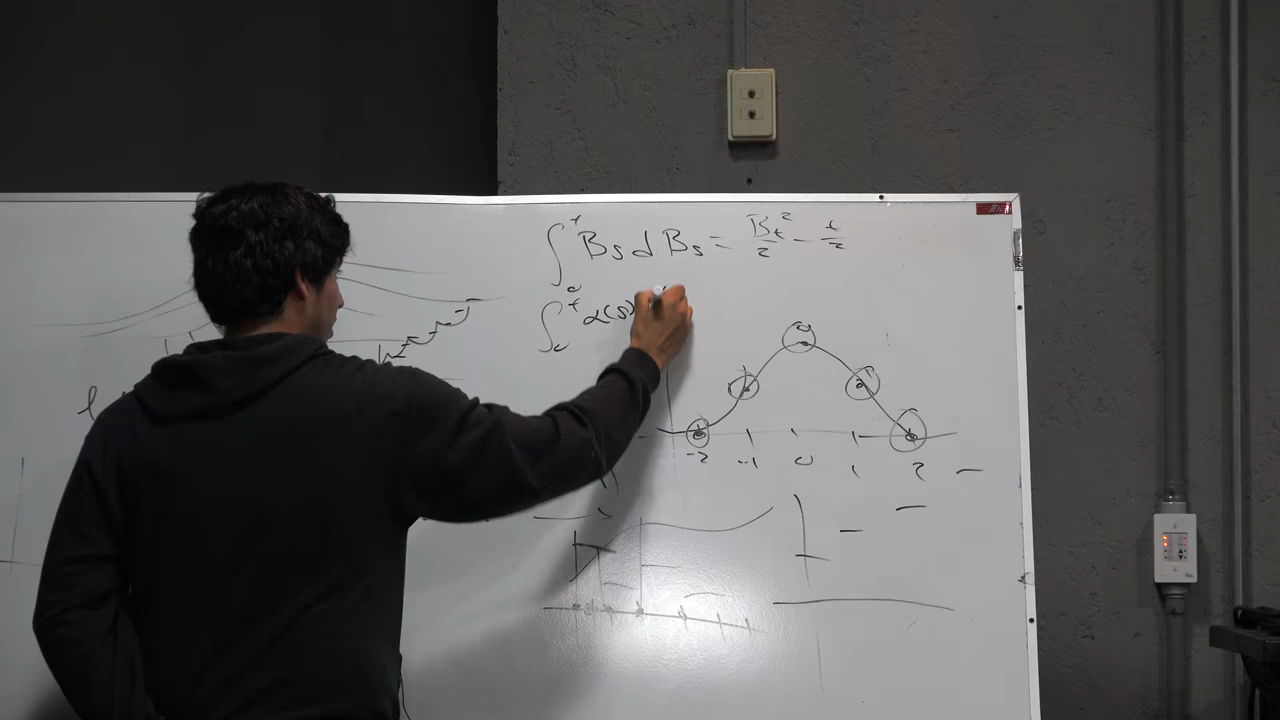 ∫₀ᵗ Bₛ dBₛ = Bₜ²/2 − t/2
∫₀ᵗ α(s)
-2 -1 0 1 2